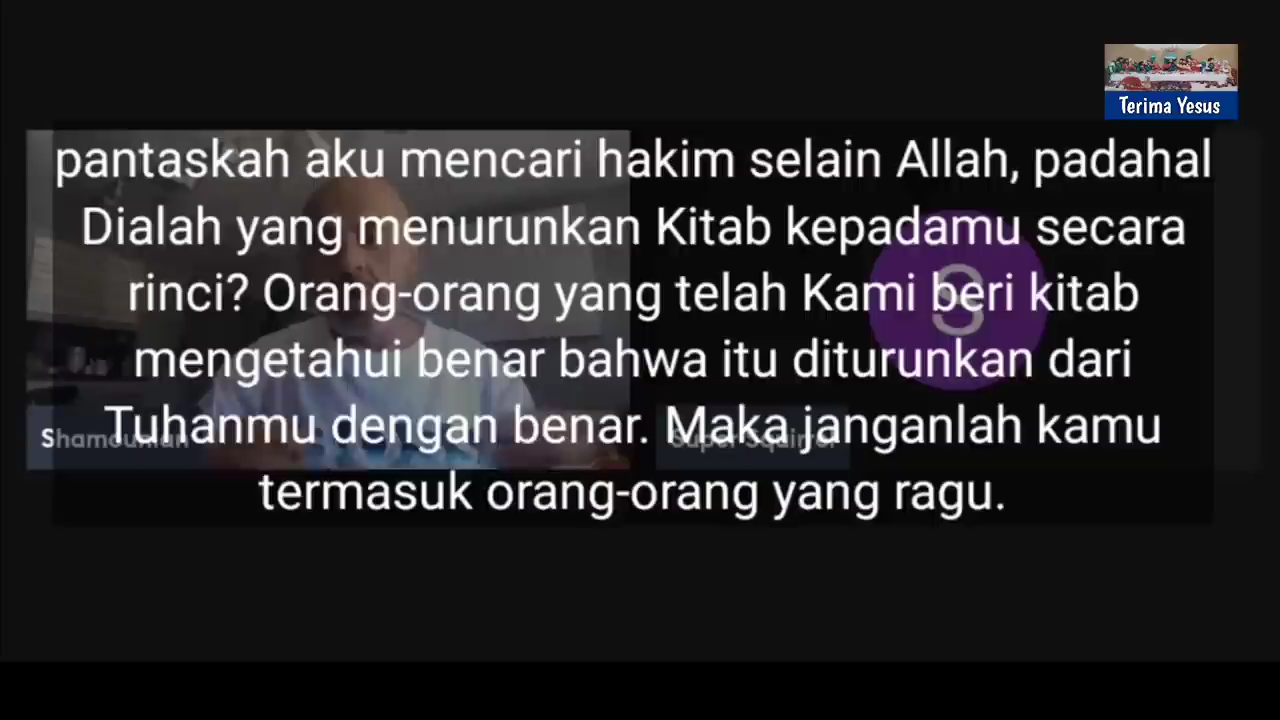 Terima Yesus
pantaskah aku mencari hakim selain Allah, padahal
Dialah yang menurunkan Kitab kepadamu secara
rinci? Orang-orang yang telah Kami beri kitab
S
mengetahui benar bahwa itu diturunkan dari
Tuhanmu dengan benar. Maka janganlah kamu
termasuk orang-orang yang ragu.